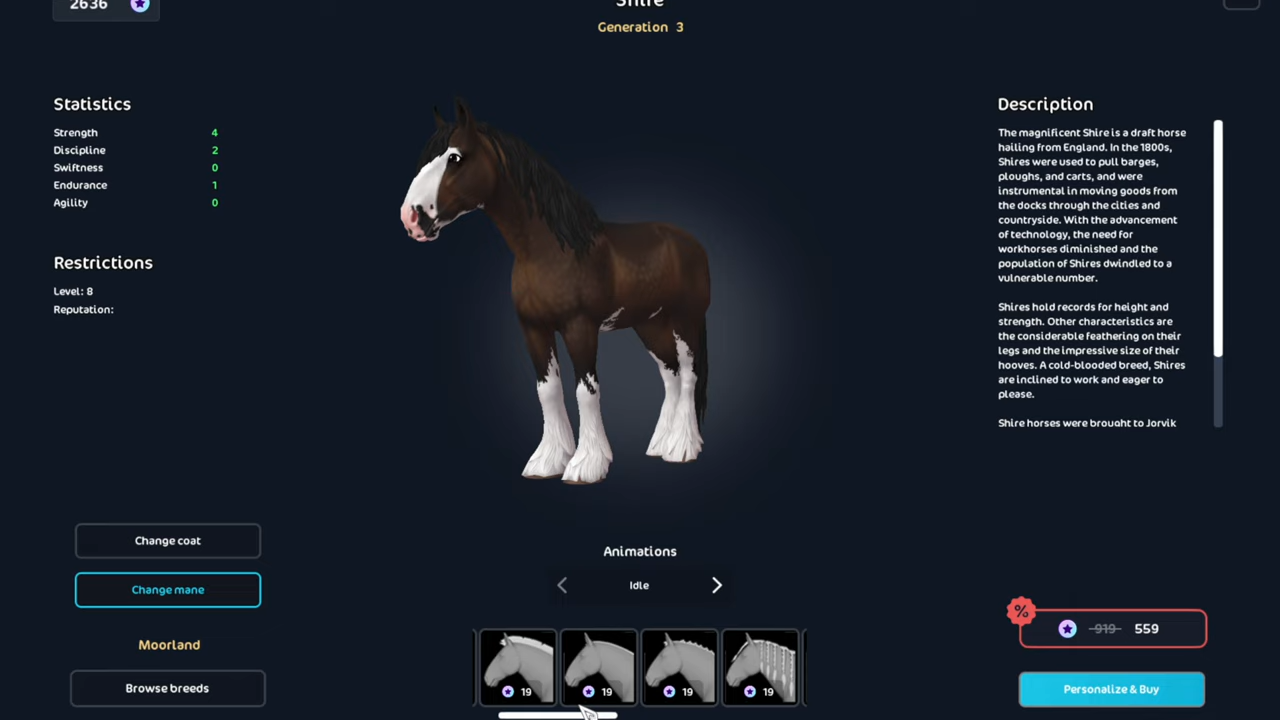 2636
Shire
Generation 3
Statistics
Strength 4
Discipline 2
Swiftness 0
Endurance 1
Agility 0
Restrictions
Level: 8
Reputation:
Change coat
Change mane
Moorland
Browse breeds
Animations
Idle
19
19
19
19
Description
The magnificent Shire is a draft horse
hailing from England. In the 1800s,
Shires were used to pull barges,
ploughs, and carts, and were
instrumental in moving goods from
the docks through the cities and
countryside. With the advancement
of technology, the need for
workhorses diminished and the
population of Shires dwindled to a
vulnerable number.
Shires hold records for height and
strength. Other characteristics are
the considerable feathering on their
legs and the impressive size of their
hooves. A cold-blooded breed, Shires
are inclined to work and eager to
please.
Shire horses were brought to Jorvik
%
919 559
Personalize & Buy